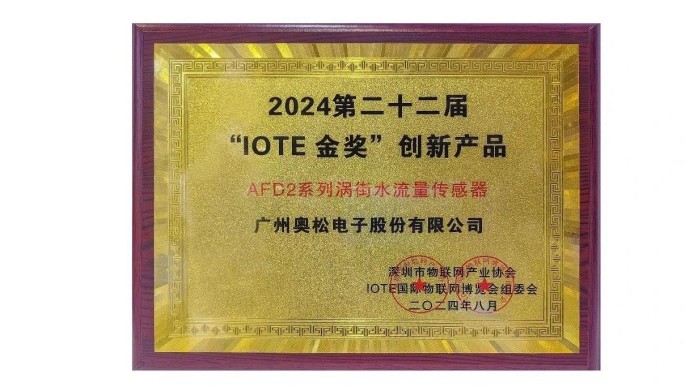 2024第二十二届
“IOTE 金奖”创新产品
AFD2系列涡街水流量传感器
广州奥松电子股份有限公司
深圳市物联网产业协会
IOTE国际物联网博览会组委会
二〇二四年八月